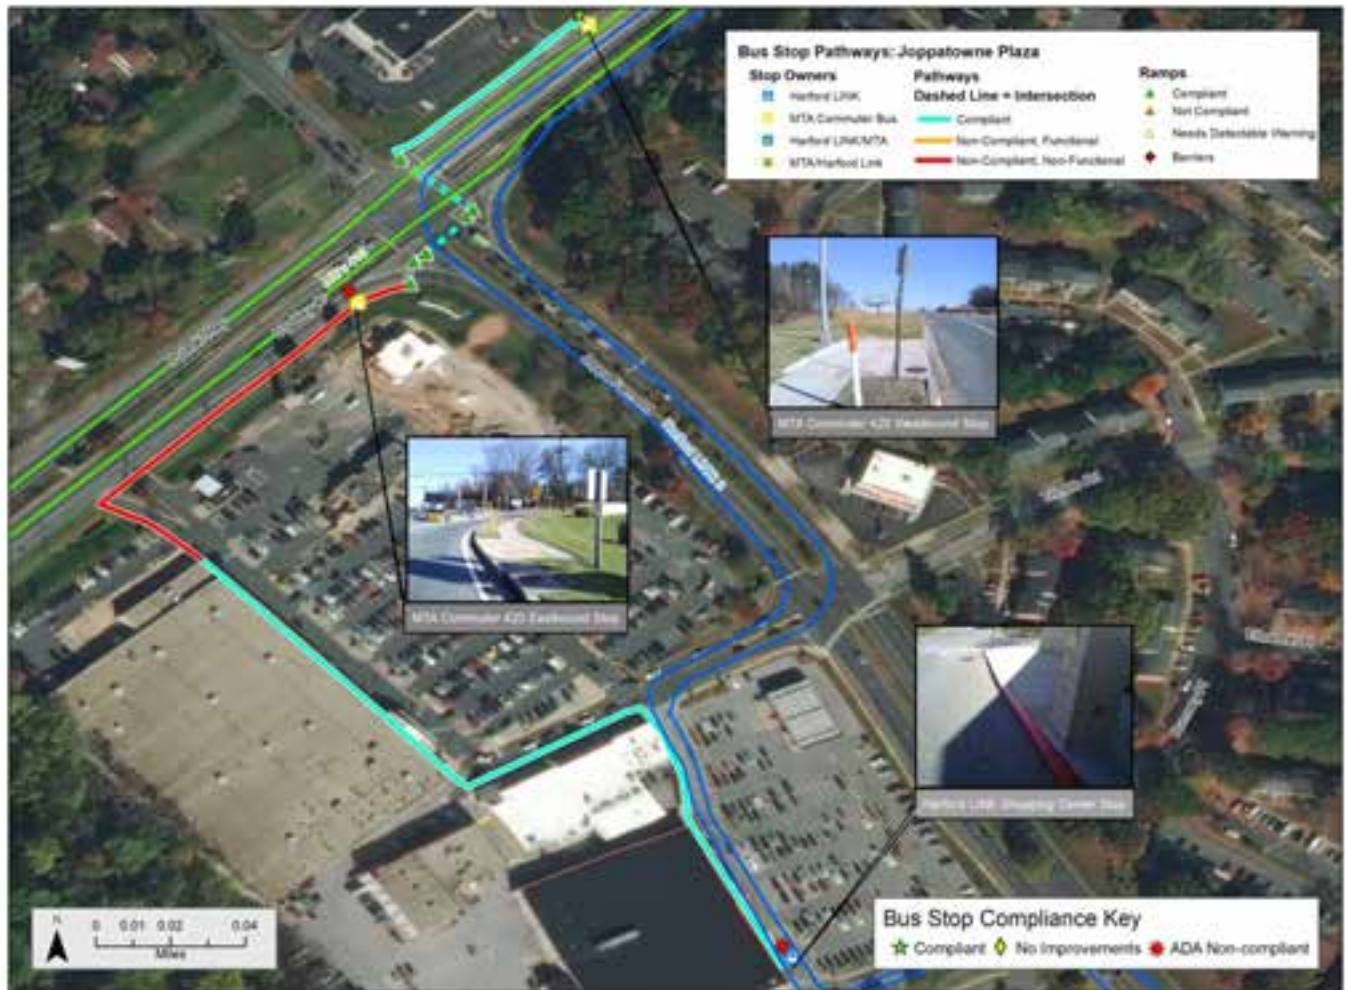 Bus Stop Pathways: Joppatowne Plaza
Stop Owners
Harford LINK
MTA Commuter Bus
Harford LINK/MTA
MTA/Harford Link
Pathways
Dashed Line = Intersection
Compliant
Non-Compliant, Functional
Non-Compliant, Non-Functional
Ramps
Compliant
Not Compliant
Needs Detectable Warning
Barriers
MTA Commuter 420 Westbound Stop
MTA Commuter 420 Eastbound Stop
Harford LINK Shopping Center Stop
N
0 0.01 0.02 0.04
Miles
Bus Stop Compliance Key
Compliant No Improvements ADA Non-compliant